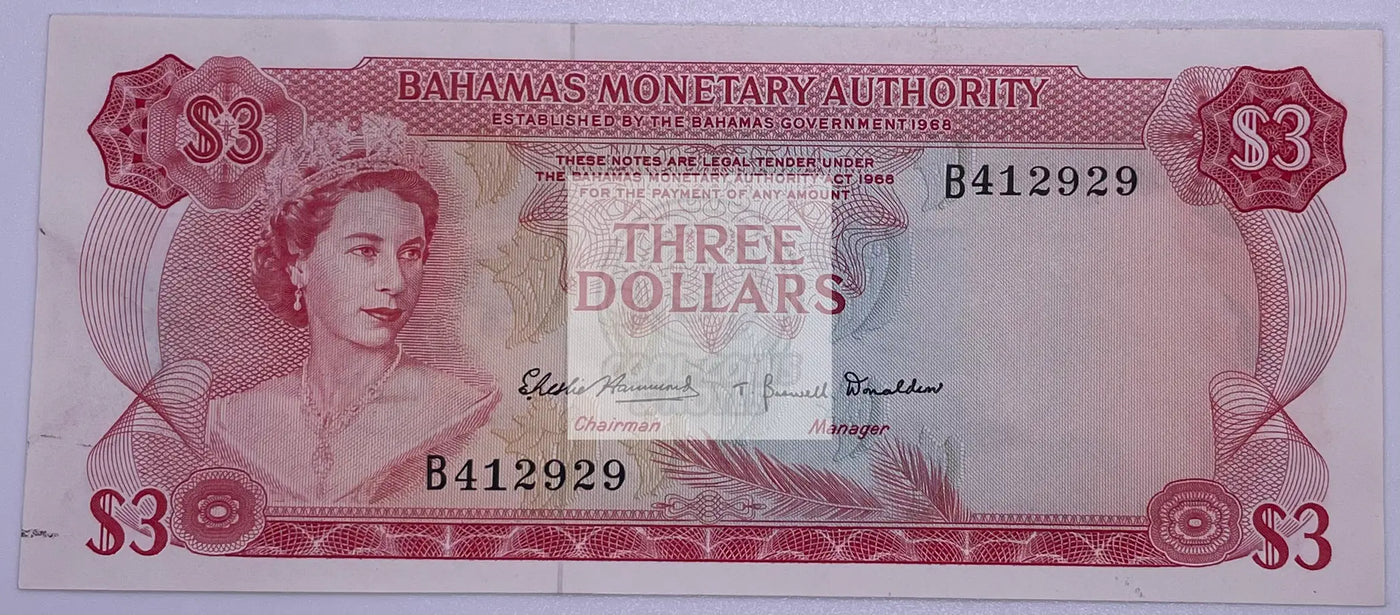 BAHAMAS MONETARY AUTHORITY
ESTABLISHED BY THE BAHAMAS GOVERNMENT 1968
$3 $3
THESE NOTES ARE LEGAL TENDER UNDER
THE BAHAMAS MONETARY AUTHORITY ACT 1968
FOR THE PAYMENT OF ANY AMOUNT
B412929
THREE
DOLLARS
Donaldson
Chairman Manager
B412929
$3 $3